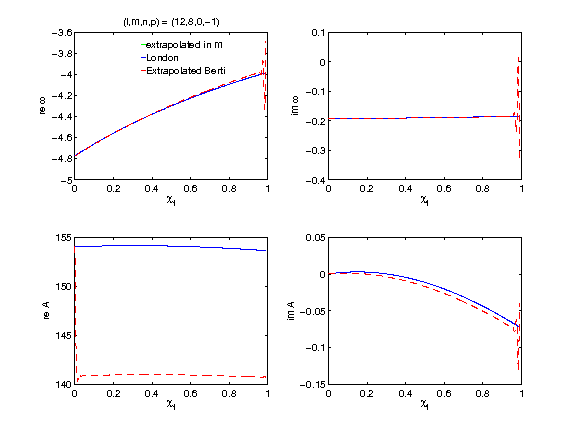 (l,m,n,p) = (12,8,0,−1)
−3.6
−3.8
−4
−4.2
−4.4
−4.6
−4.8
−5
re ω
extrapolated in m
London
Extrapolated Berti
0 0.2 0.4 0.6 0.8 1
χf
0.1
0
−0.1
−0.2
−0.3
−0.4
im ω
0 0.2 0.4 0.6 0.8 1
χf
155
150
145
140
re A
0 0.2 0.4 0.6 0.8 1
χf
0.05
0
−0.05
−0.1
−0.15
im A
0 0.2 0.4 0.6 0.8 1
χf